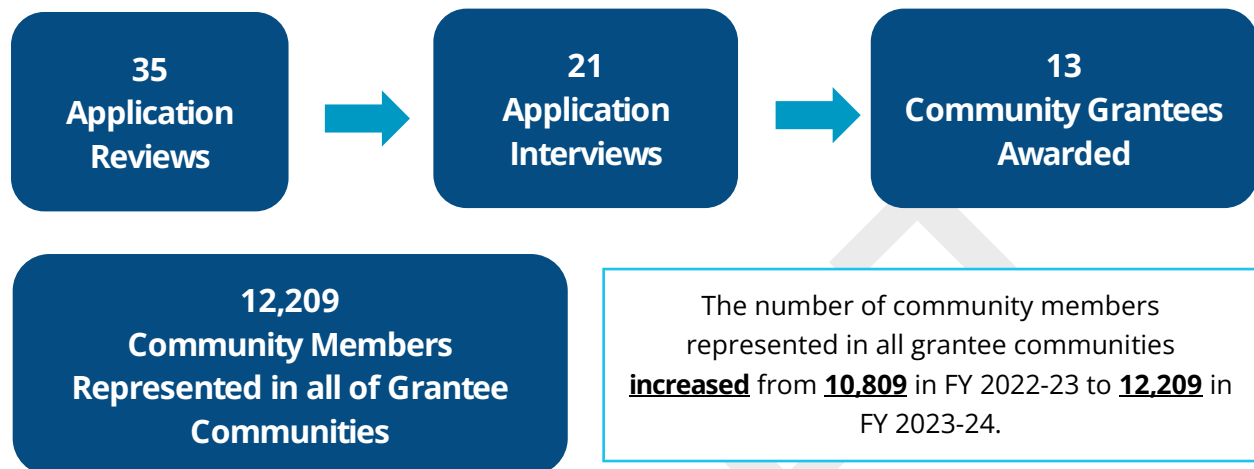 35
Application
Reviews
21
Application
Interviews
13
Community Grantees
Awarded
12,209
Community Members
Represented in all of Grantee
Communities
The number of community members
represented in all grantee communities
increased from 10,809 in FY 2022-23 to 12,209 in
FY 2023-24.